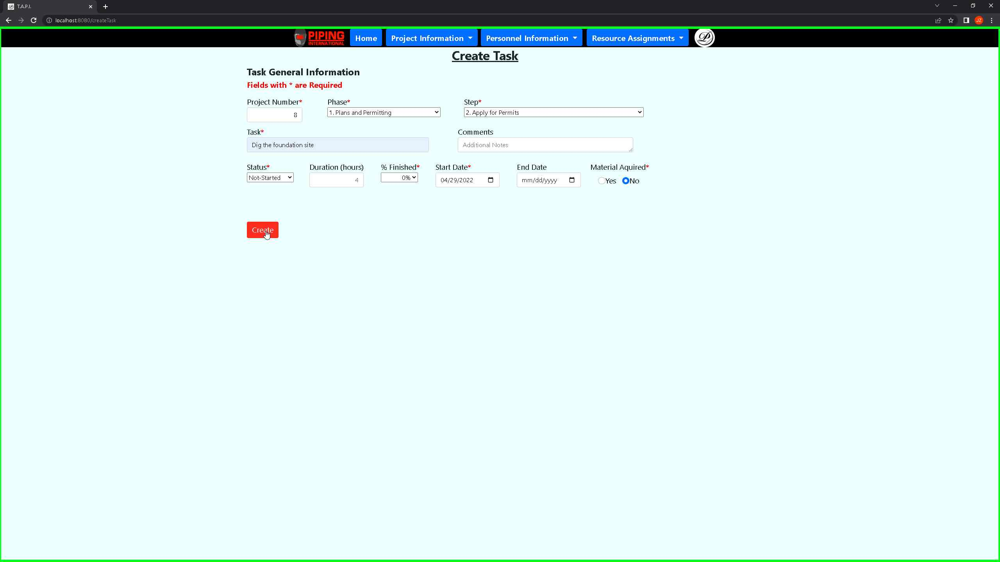 T.A.P.I.
localhost:8080/createTask
JZ
PIPING INTERNATIONAL Home Project Information Personnel Information Resource Assignments P
Create Task
Task General Information
Fields with * are Required
Project Number* Phase* Step*
8 1. Plans and Permitting 2. Apply for Permits
Task* Comments
Dig the foundation site Additional Notes
Status* Duration (hours) % Finished* Start Date* End Date Material Aquired*
Not-Started 4 0% 04/29/2022 mm/dd/yyyy Yes No
Create